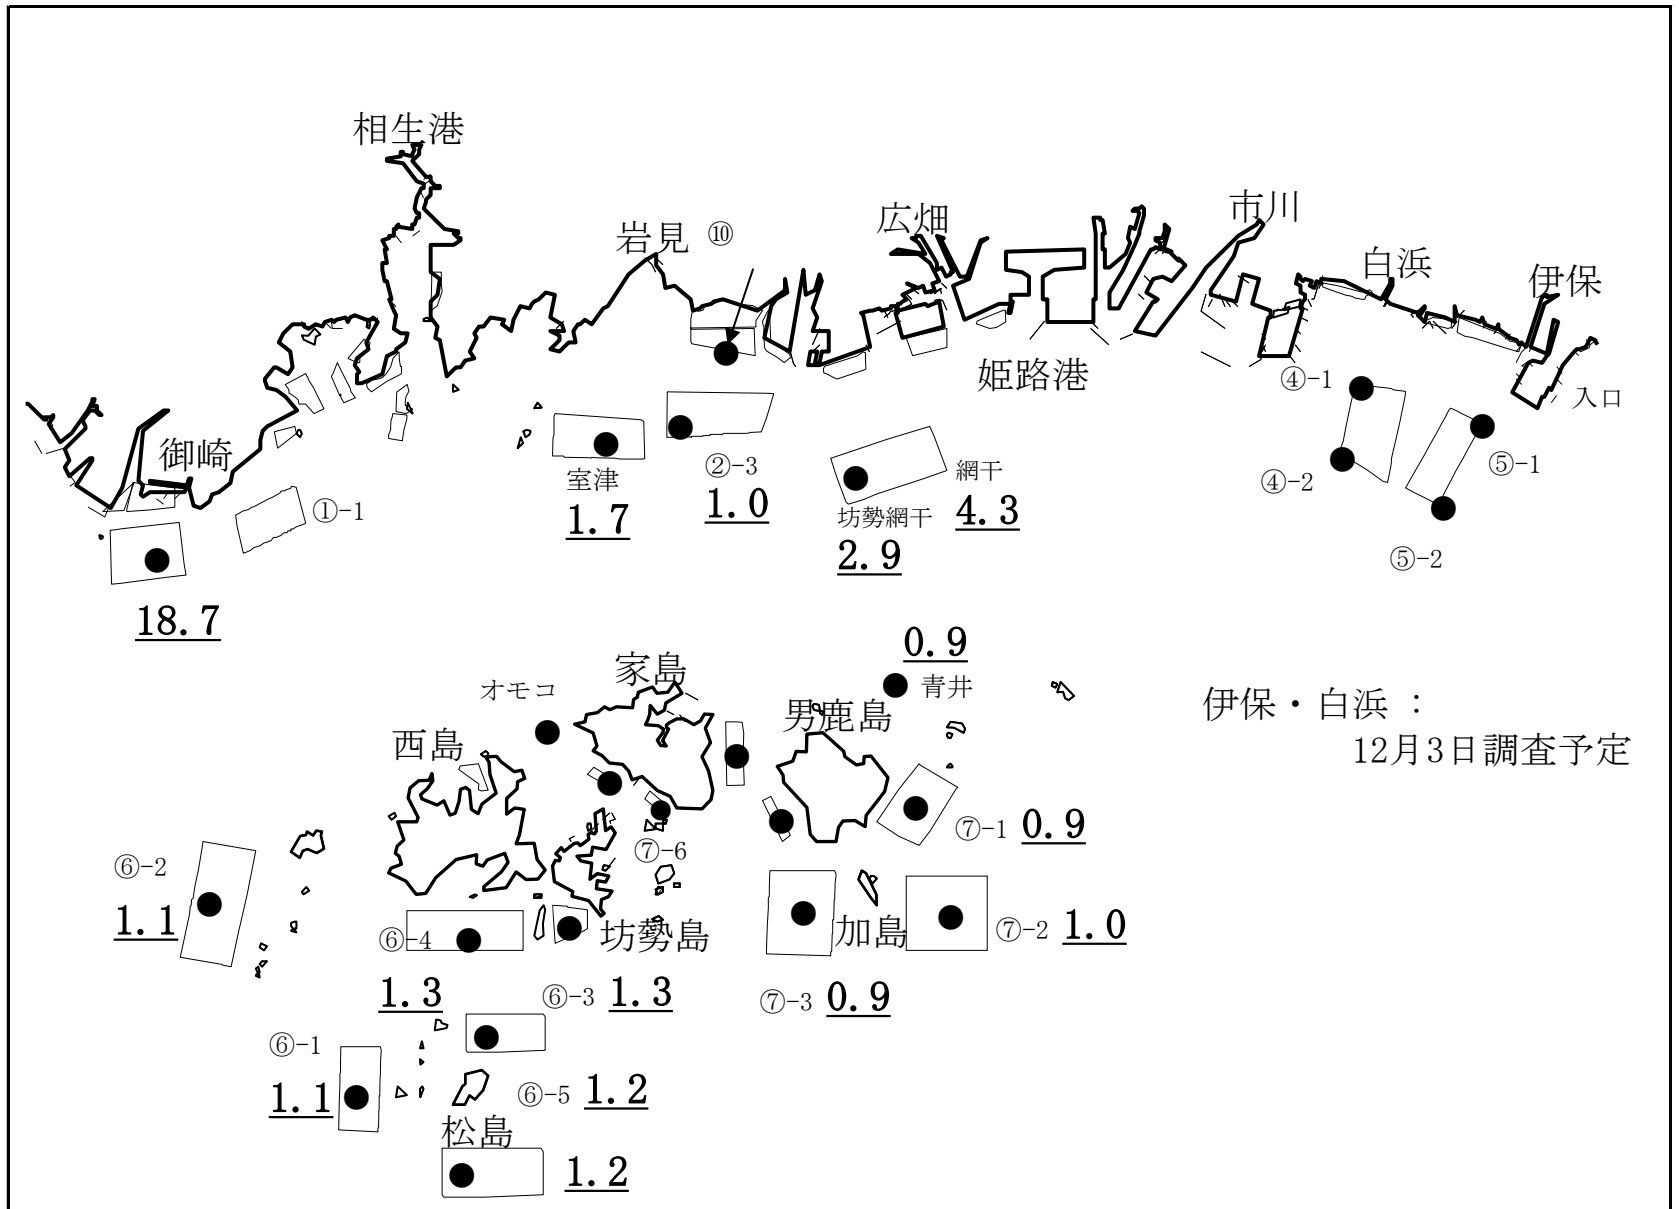 相生港
市川
広畑
岩見 ⑩
白浜
伊保
姫路港
④-1
入口
御崎
室津
1.7
②-3
1.0
網干
4.3
坊勢網干
2.9
④-2
⑤-1
⑤-2
①-1
18.7
0.9
青井
家島
オモコ
男鹿島
西島
伊保・白浜 :
12月3日調査予定
⑦-1 0.9
⑦-6
⑥-2
1.1
⑥-4
1.3
坊勢島
加島
⑦-2 1.0
⑥-3 1.3
⑦-3 0.9
⑥-1
1.1
⑥-5 1.2
松島
1.2